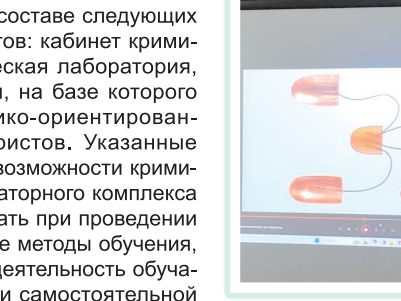 составе следующих
тов: кабинет крими-
еская лаборатория,
, на базе которого
ико-ориентирован-
ристов. Указанные
возможности крими-
аторного комплекса
ать при проведении
е методы обучения,
деятельность обуча-
и самостоятельной